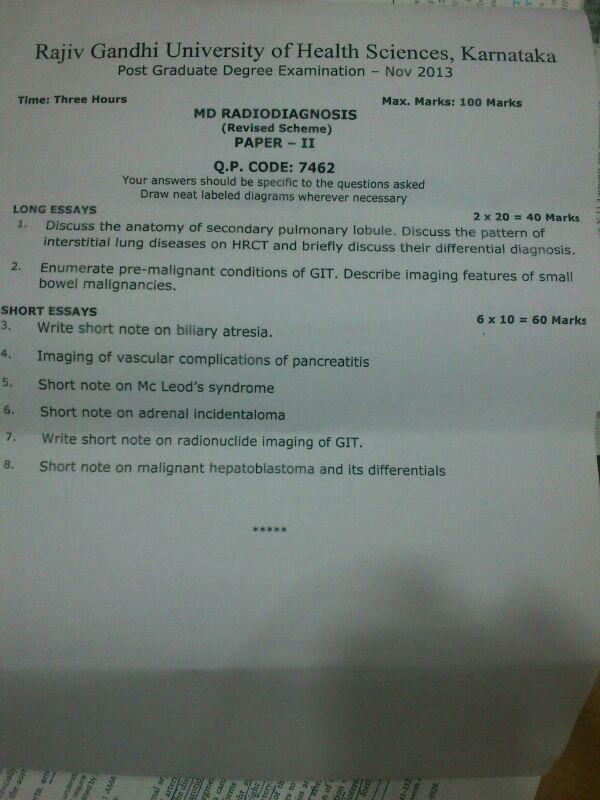 Rajiv Gandhi University of Health Sciences, Karnataka
Post Graduate Degree Examination – Nov 2013
Time: Three Hours
Max. Marks: 100 Marks
MD RADIODIAGNOSIS
(Revised Scheme)
PAPER – II
Q.P. CODE: 7462
Your answers should be specific to the questions asked
Draw neat labeled diagrams wherever necessary
LONG ESSAYS
2 x 20 = 40 Marks
1. Discuss the anatomy of secondary pulmonary lobule. Discuss the pattern of
interstitial lung diseases on HRCT and briefly discuss their differential diagnosis.
2. Enumerate pre-malignant conditions of GIT. Describe imaging features of small
bowel malignancies.
SHORT ESSAYS
6 x 10 = 60 Marks
3. Write short note on biliary atresia.
4. Imaging of vascular complications of pancreatitis
5. Short note on Mc Leod's syndrome
6. Short note on adrenal incidentaloma
7. Write short note on radionuclide imaging of GIT.
8. Short note on malignant hepatoblastoma and its differentials
*****